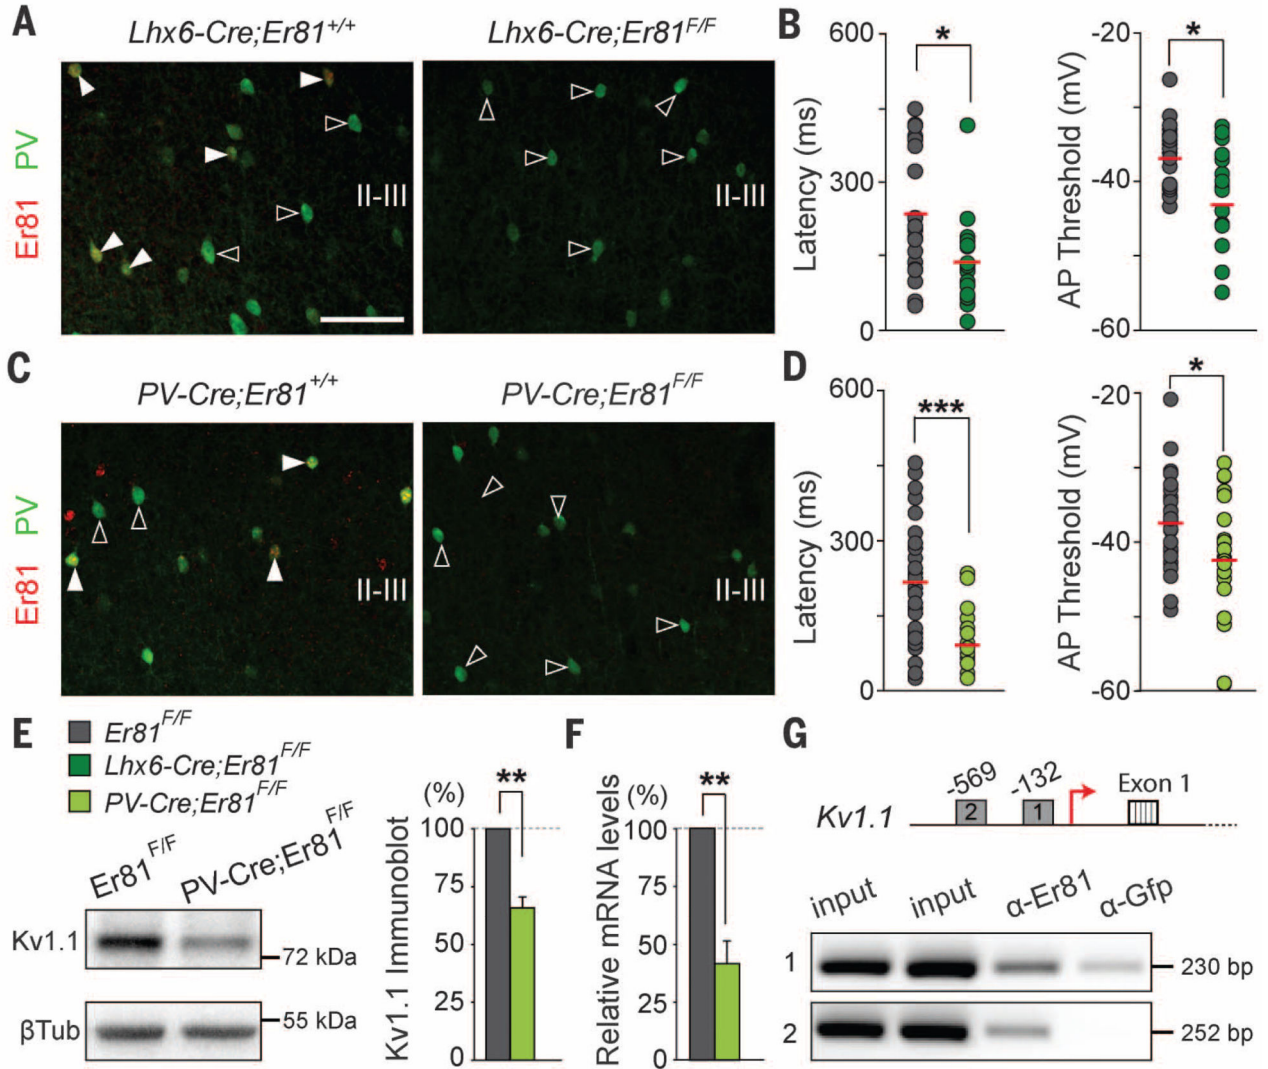 A
Lhx6-Cre;Er81+/+
Lhx6-Cre;Er81F/F
Er81 PV
II-III
II-III
B
Latency (ms)
600
300
0
*
AP Threshold (mV)
-20
-40
-60
*
C
PV-Cre;Er81+/+
PV-Cre;Er81F/F
Er81 PV
II-III
II-III
D
Latency (ms)
600
300
0
***
AP Threshold (mV)
-20
-40
-60
*
E
Er81F/F
Lhx6-Cre;Er81F/F
PV-Cre;Er81F/F
Er81F/F
PV-Cre;Er81F/F
Kv1.1
72 kDa
βTub
55 kDa
Kv1.1 Immunoblot
(%)
100
75
50
25
0
**
F
Relative mRNA levels
(%)
100
75
50
25
0
**
G
-569
-132
Exon 1
Kv1.1
2
1
input
input
α-Er81
α-Gfp
1
230 bp
2
252 bp